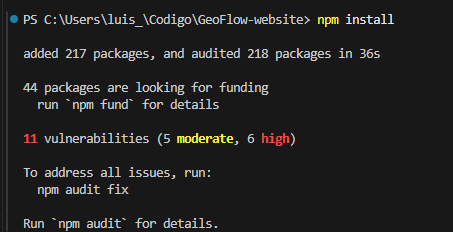 PS C:\Users\luis_\Codigo\GeoFlow-website> npm install
added 217 packages, and audited 218 packages in 36s
44 packages are looking for funding
run `npm fund` for details
11 vulnerabilities (5 moderate, 6 high)
To address all issues, run:
npm audit fix
Run `npm audit` for details.